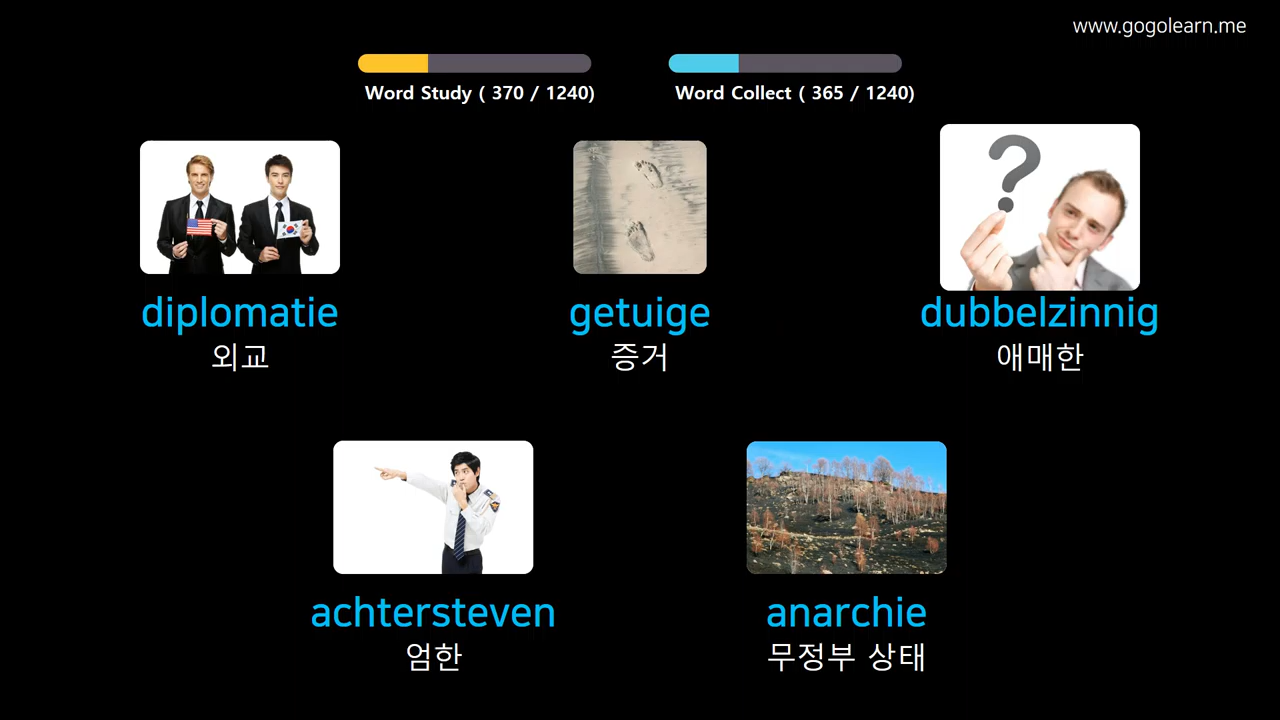 www.gogolearn.me
Word Study ( 370 / 1240)
Word Collect ( 365 / 1240)
diplomatie
외교
getuige
증거
dubbelzinnig
애매한
achtersteven
엄한
anarchie
무정부 상태